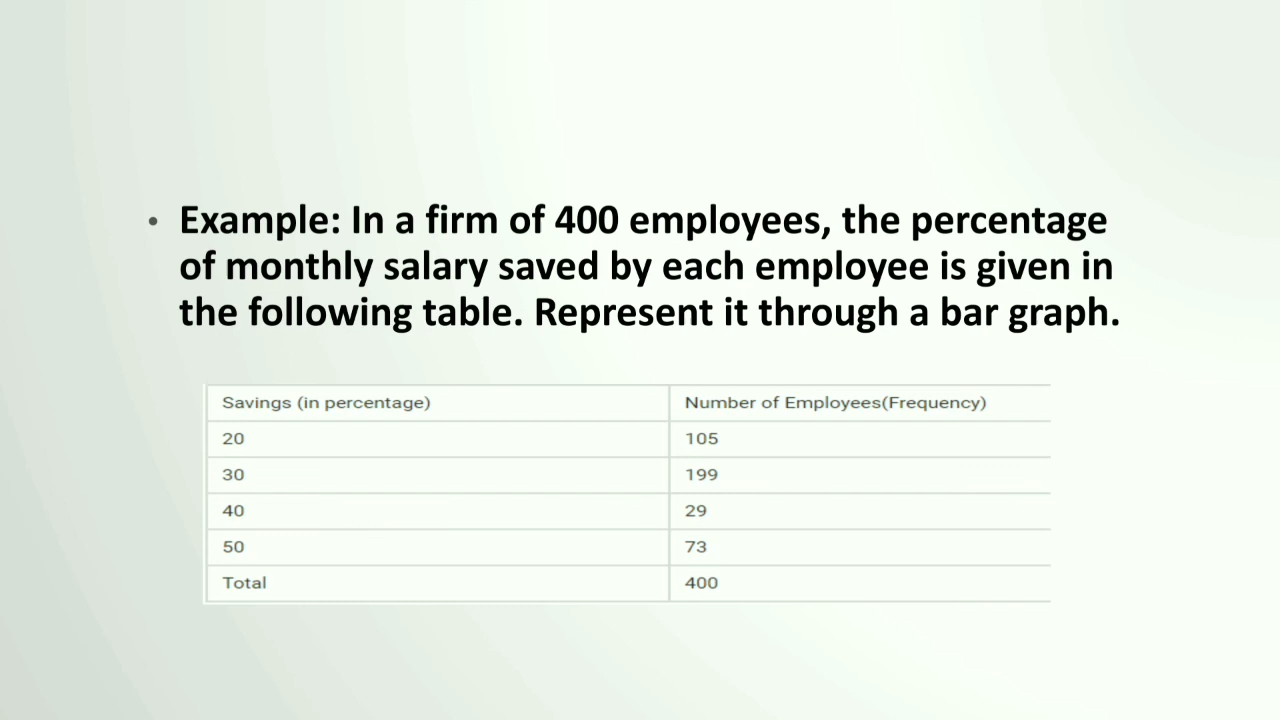 • Example: In a firm of 400 employees, the percentage
of monthly salary saved by each employee is given in
the following table. Represent it through a bar graph.
Savings (in percentage) Number of Employees(Frequency)
20 105
30 199
40 29
50 73
Total 400